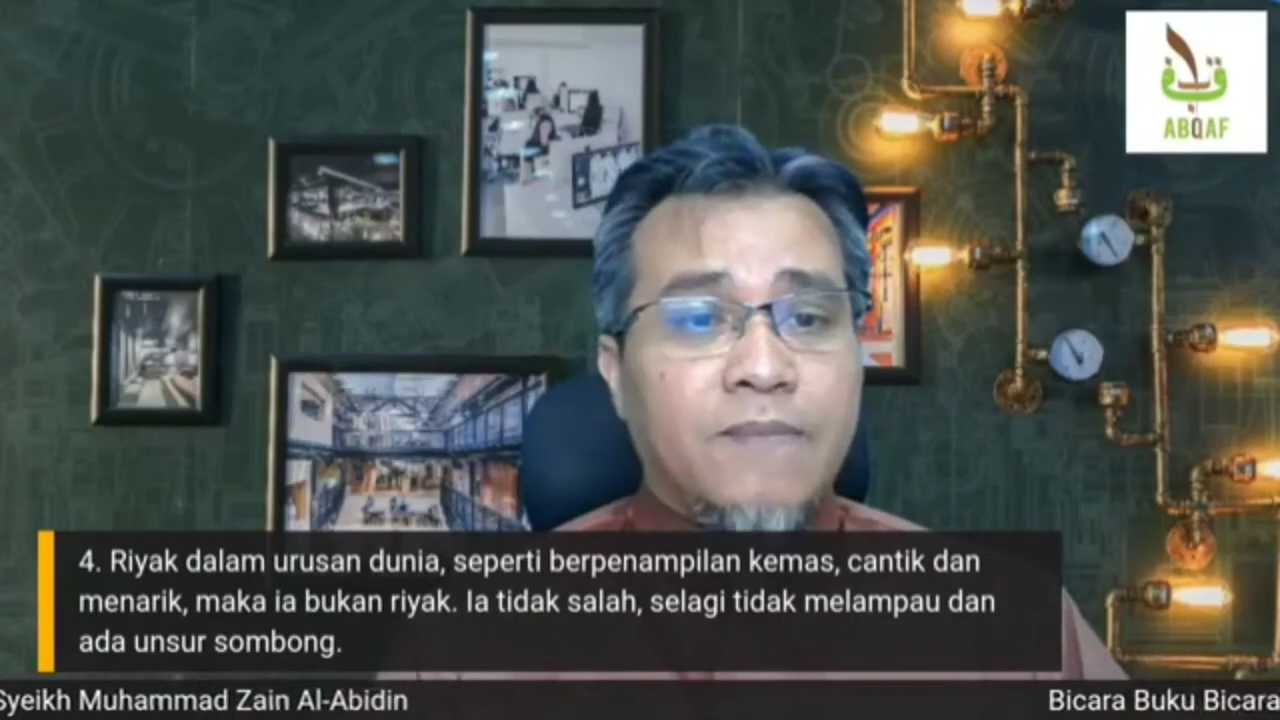 ABQAF
4. Riyak dalam urusan dunia, seperti berpenampilan kemas, cantik dan
menarik, maka ia bukan riyak. Ia tidak salah, selagi tidak melampau dan
ada unsur sombong.
Syeikh Muhammad Zain Al-Abidin
Bicara Buku Bicara